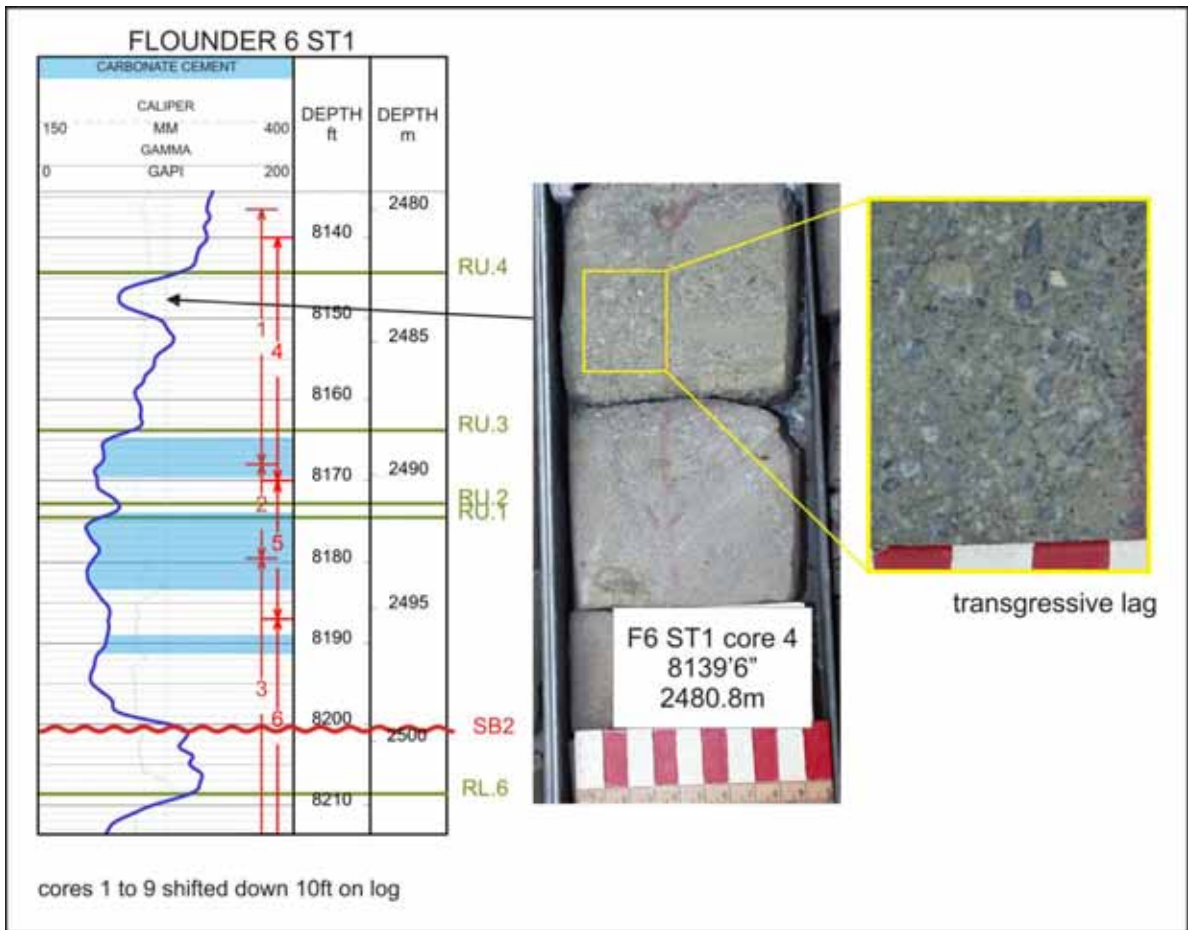 FLOUNDER 6 ST1
CARBONATE CEMENT
CALIPER
150 MM 400
GAMMA
0 GAPI 200
DEPTH
ft
DEPTH
m
2480
8140
RU.4
8150
1
2485
4
8160
RU.3
2490
8170
RU.2
2
RU.1
5
8180
2495
8190
3
8200
6
SB2
2500
RL.6
8210
F6 ST1 core 4
8139'6"
2480.8m
transgressive lag
cores 1 to 9 shifted down 10ft on log